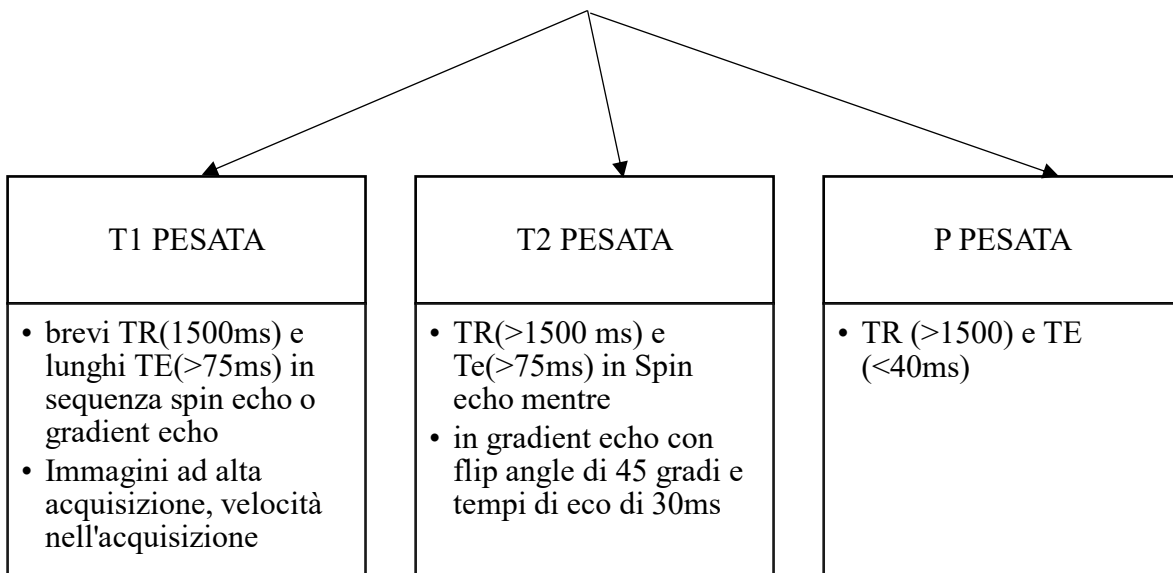 T1 PESATA
• brevi TR(1500ms) e
lunghi TE(>75ms) in
sequenza spin echo o
gradient echo
• Immagini ad alta
acquisizione, velocità
nell'acquisizione
T2 PESATA
• TR(>1500 ms) e
Te(>75ms) in Spin
echo mentre
• in gradient echo con
flip angle di 45 gradi e
tempi di eco di 30ms
P PESATA
• TR (>1500) e TE
(<40ms)